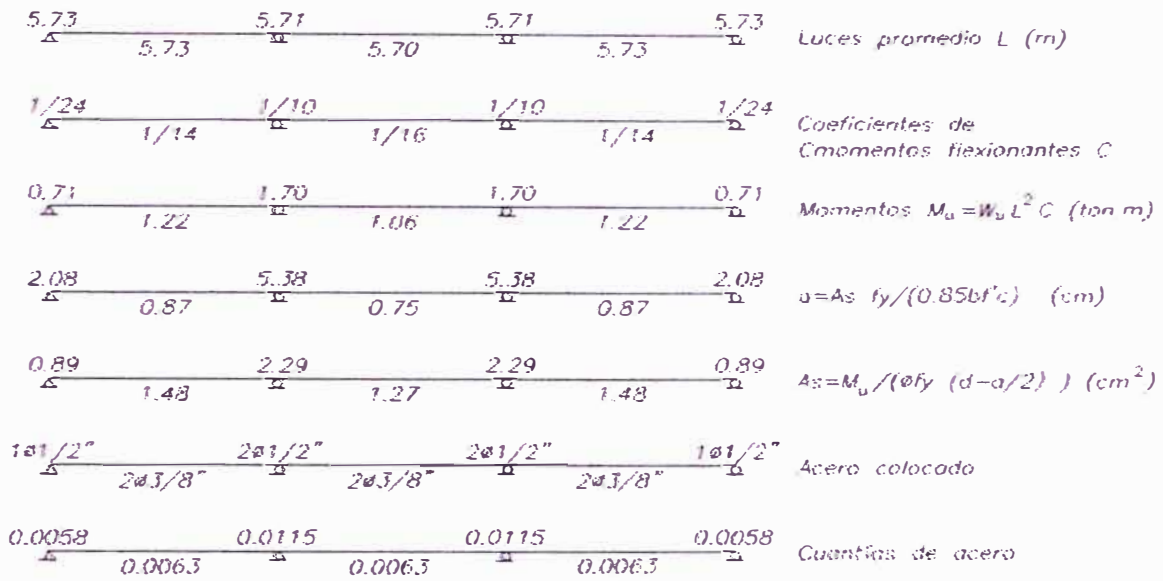 5.73 5.71 5.71 5.73
5.73 5.70 5.73 Luces promedio L (m)
1/24 1/10 1/10 1/24
1/14 1/16 1/14 Coeficientes de
Cmomentos flexionantes C
0.71 1.70 1.70 0.71
1.22 1.06 1.22 Momentos Mu=Wu L² C (ton m)
2.08 5.38 5.38 2.08
0.87 0.75 0.87 a=As fy/(0.85bf'c) (cm)
0.89 2.29 2.29 0.89
1.48 1.27 1.48 As=Mu/(øfy (d-a/2) ) (cm²)
1ø1/2" 2ø1/2" 2ø1/2" 1ø1/2"
2ø3/8" 2ø3/8" 2ø3/8" Acero colocado
0.0058 0.0115 0.0115 0.0058
0.0063 0.0063 0.0063 Cuantías de acero